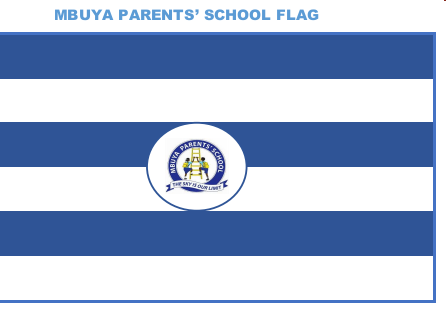 MBUYA PARENTS’ SCHOOL FLAG
MBUYA PARENTS' SCHOOL
THE SKY IS OUR LIMIT